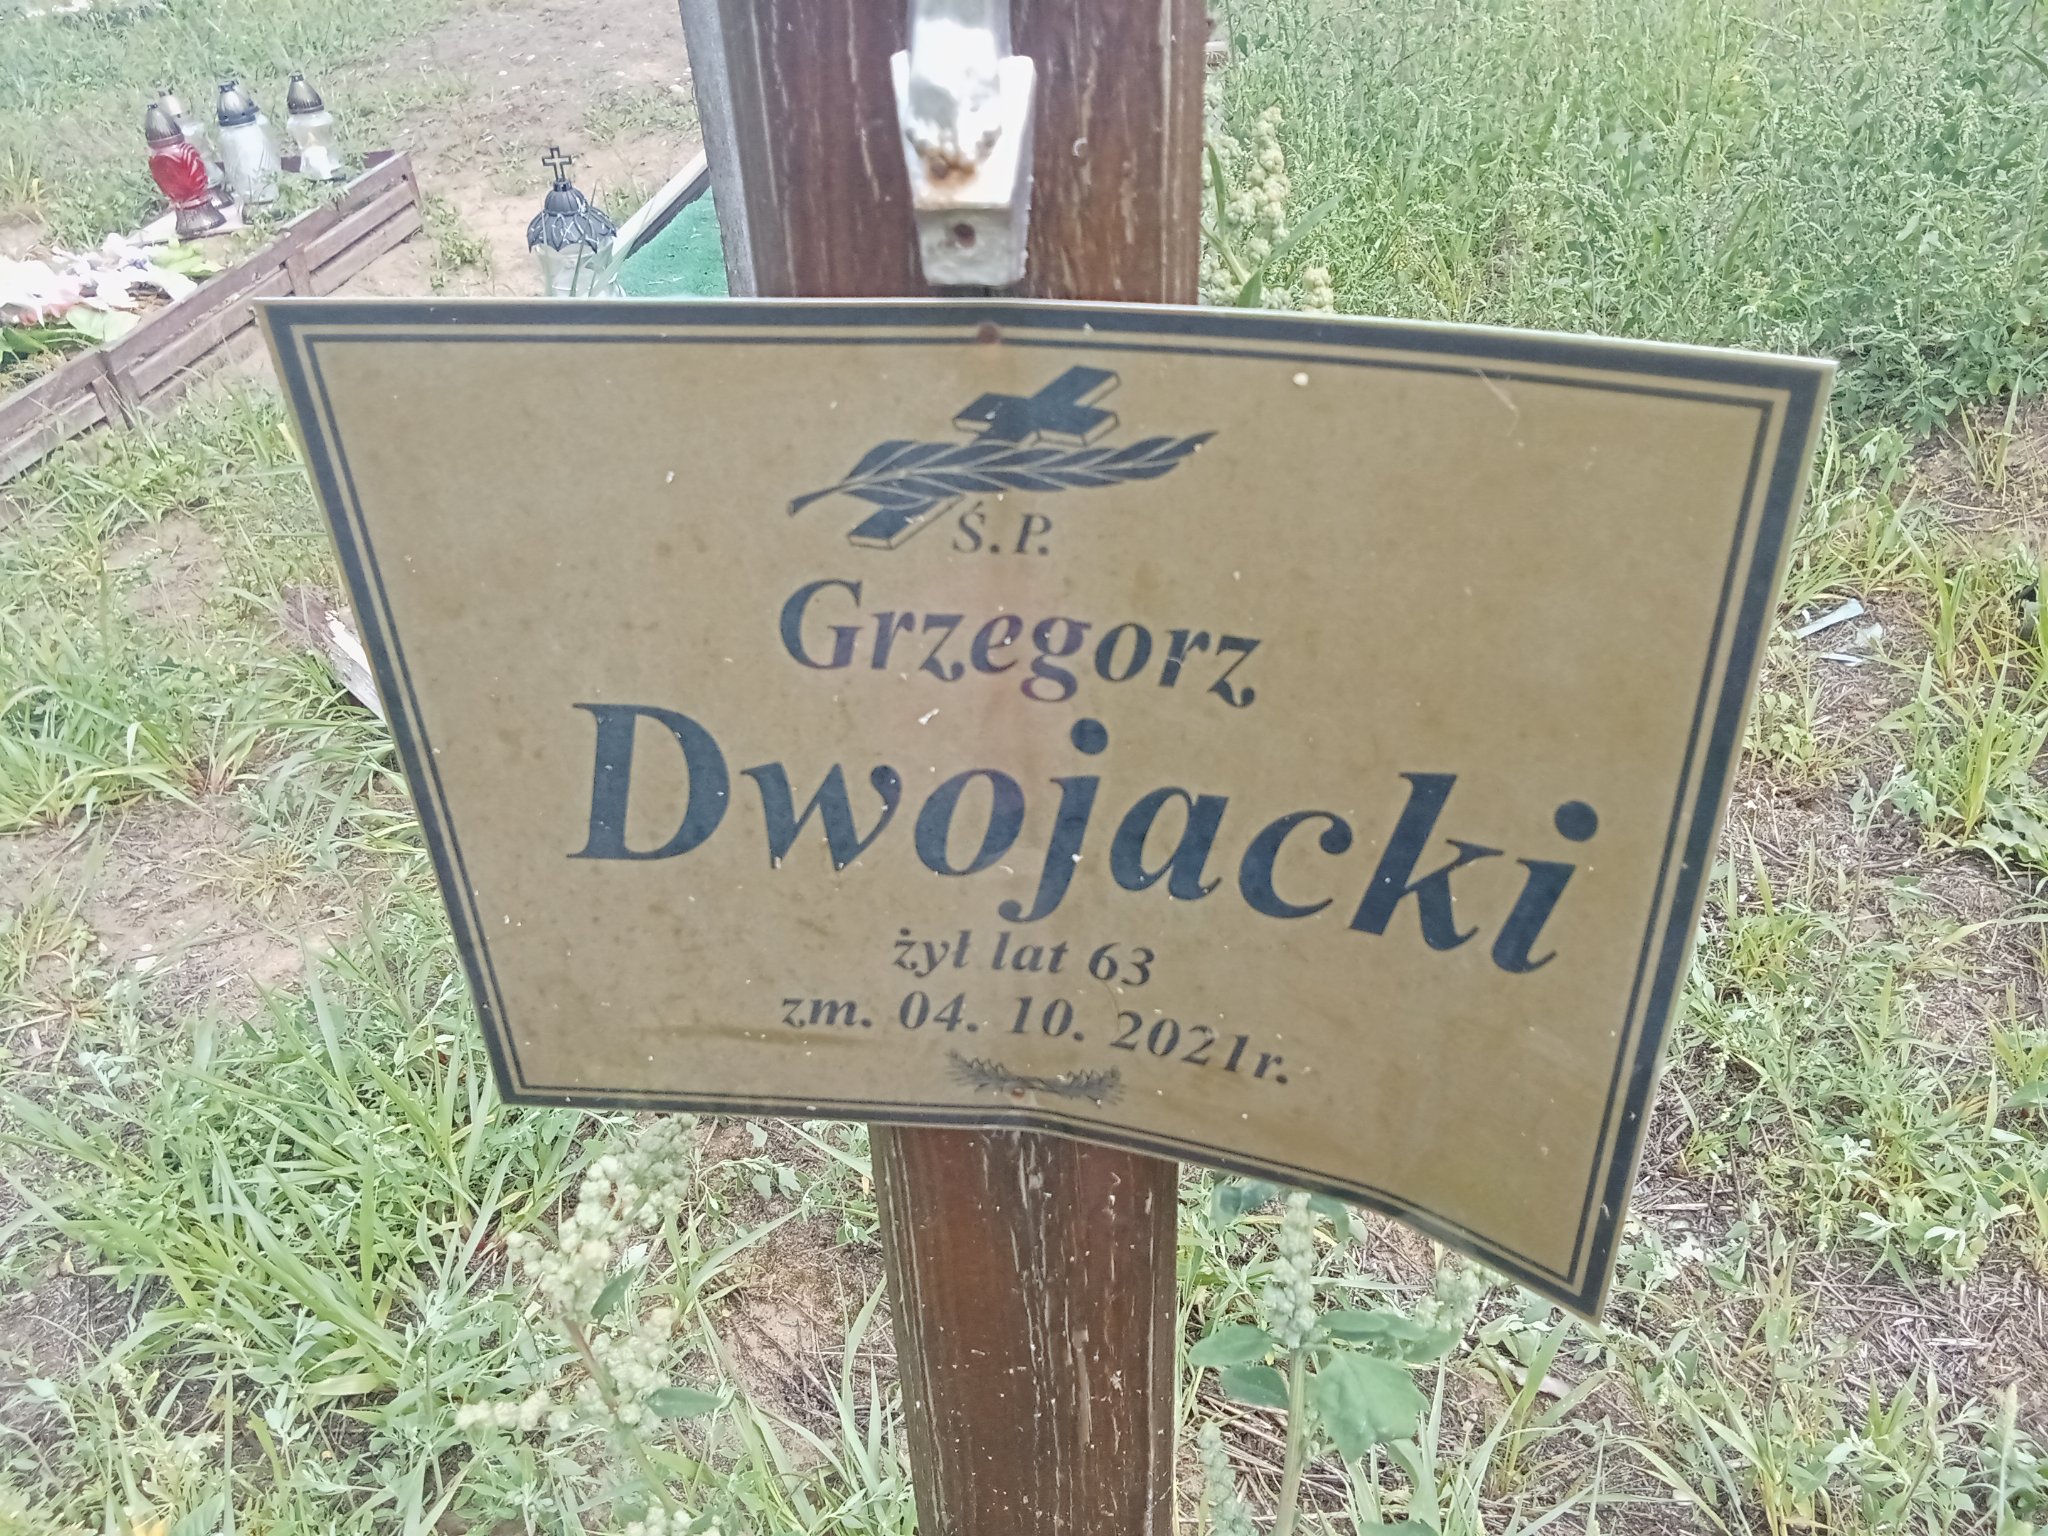 Ś. P.
Grzegorz
Dwojacki
żył lat 63
zm. 04. 10. 2021r.